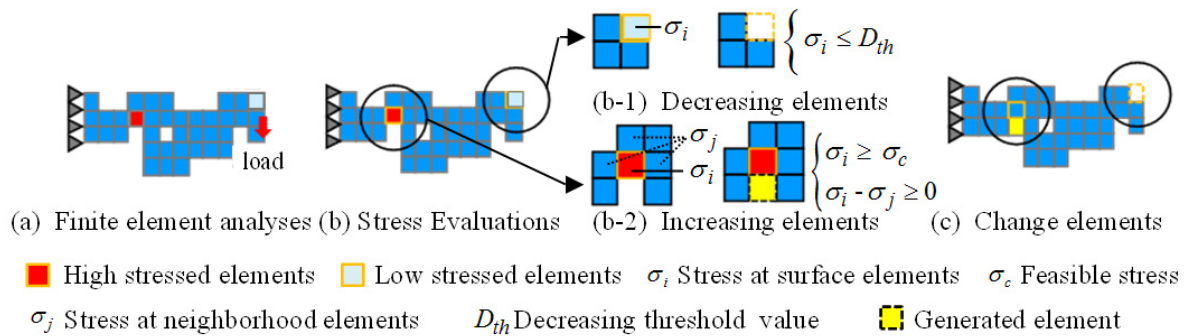 σi
σi ≤ Dth
(b-1) Decreasing elements
load
σj
σi
σi ≥ σc
σi - σj ≥ 0
(a) Finite element analyses (b) Stress Evaluations (b-2) Increasing elements (c) Change elements
High stressed elements Low stressed elements σi Stress at surface elements σc Feasible stress
σj Stress at neighborhood elements Dth Decreasing threshold value Generated element